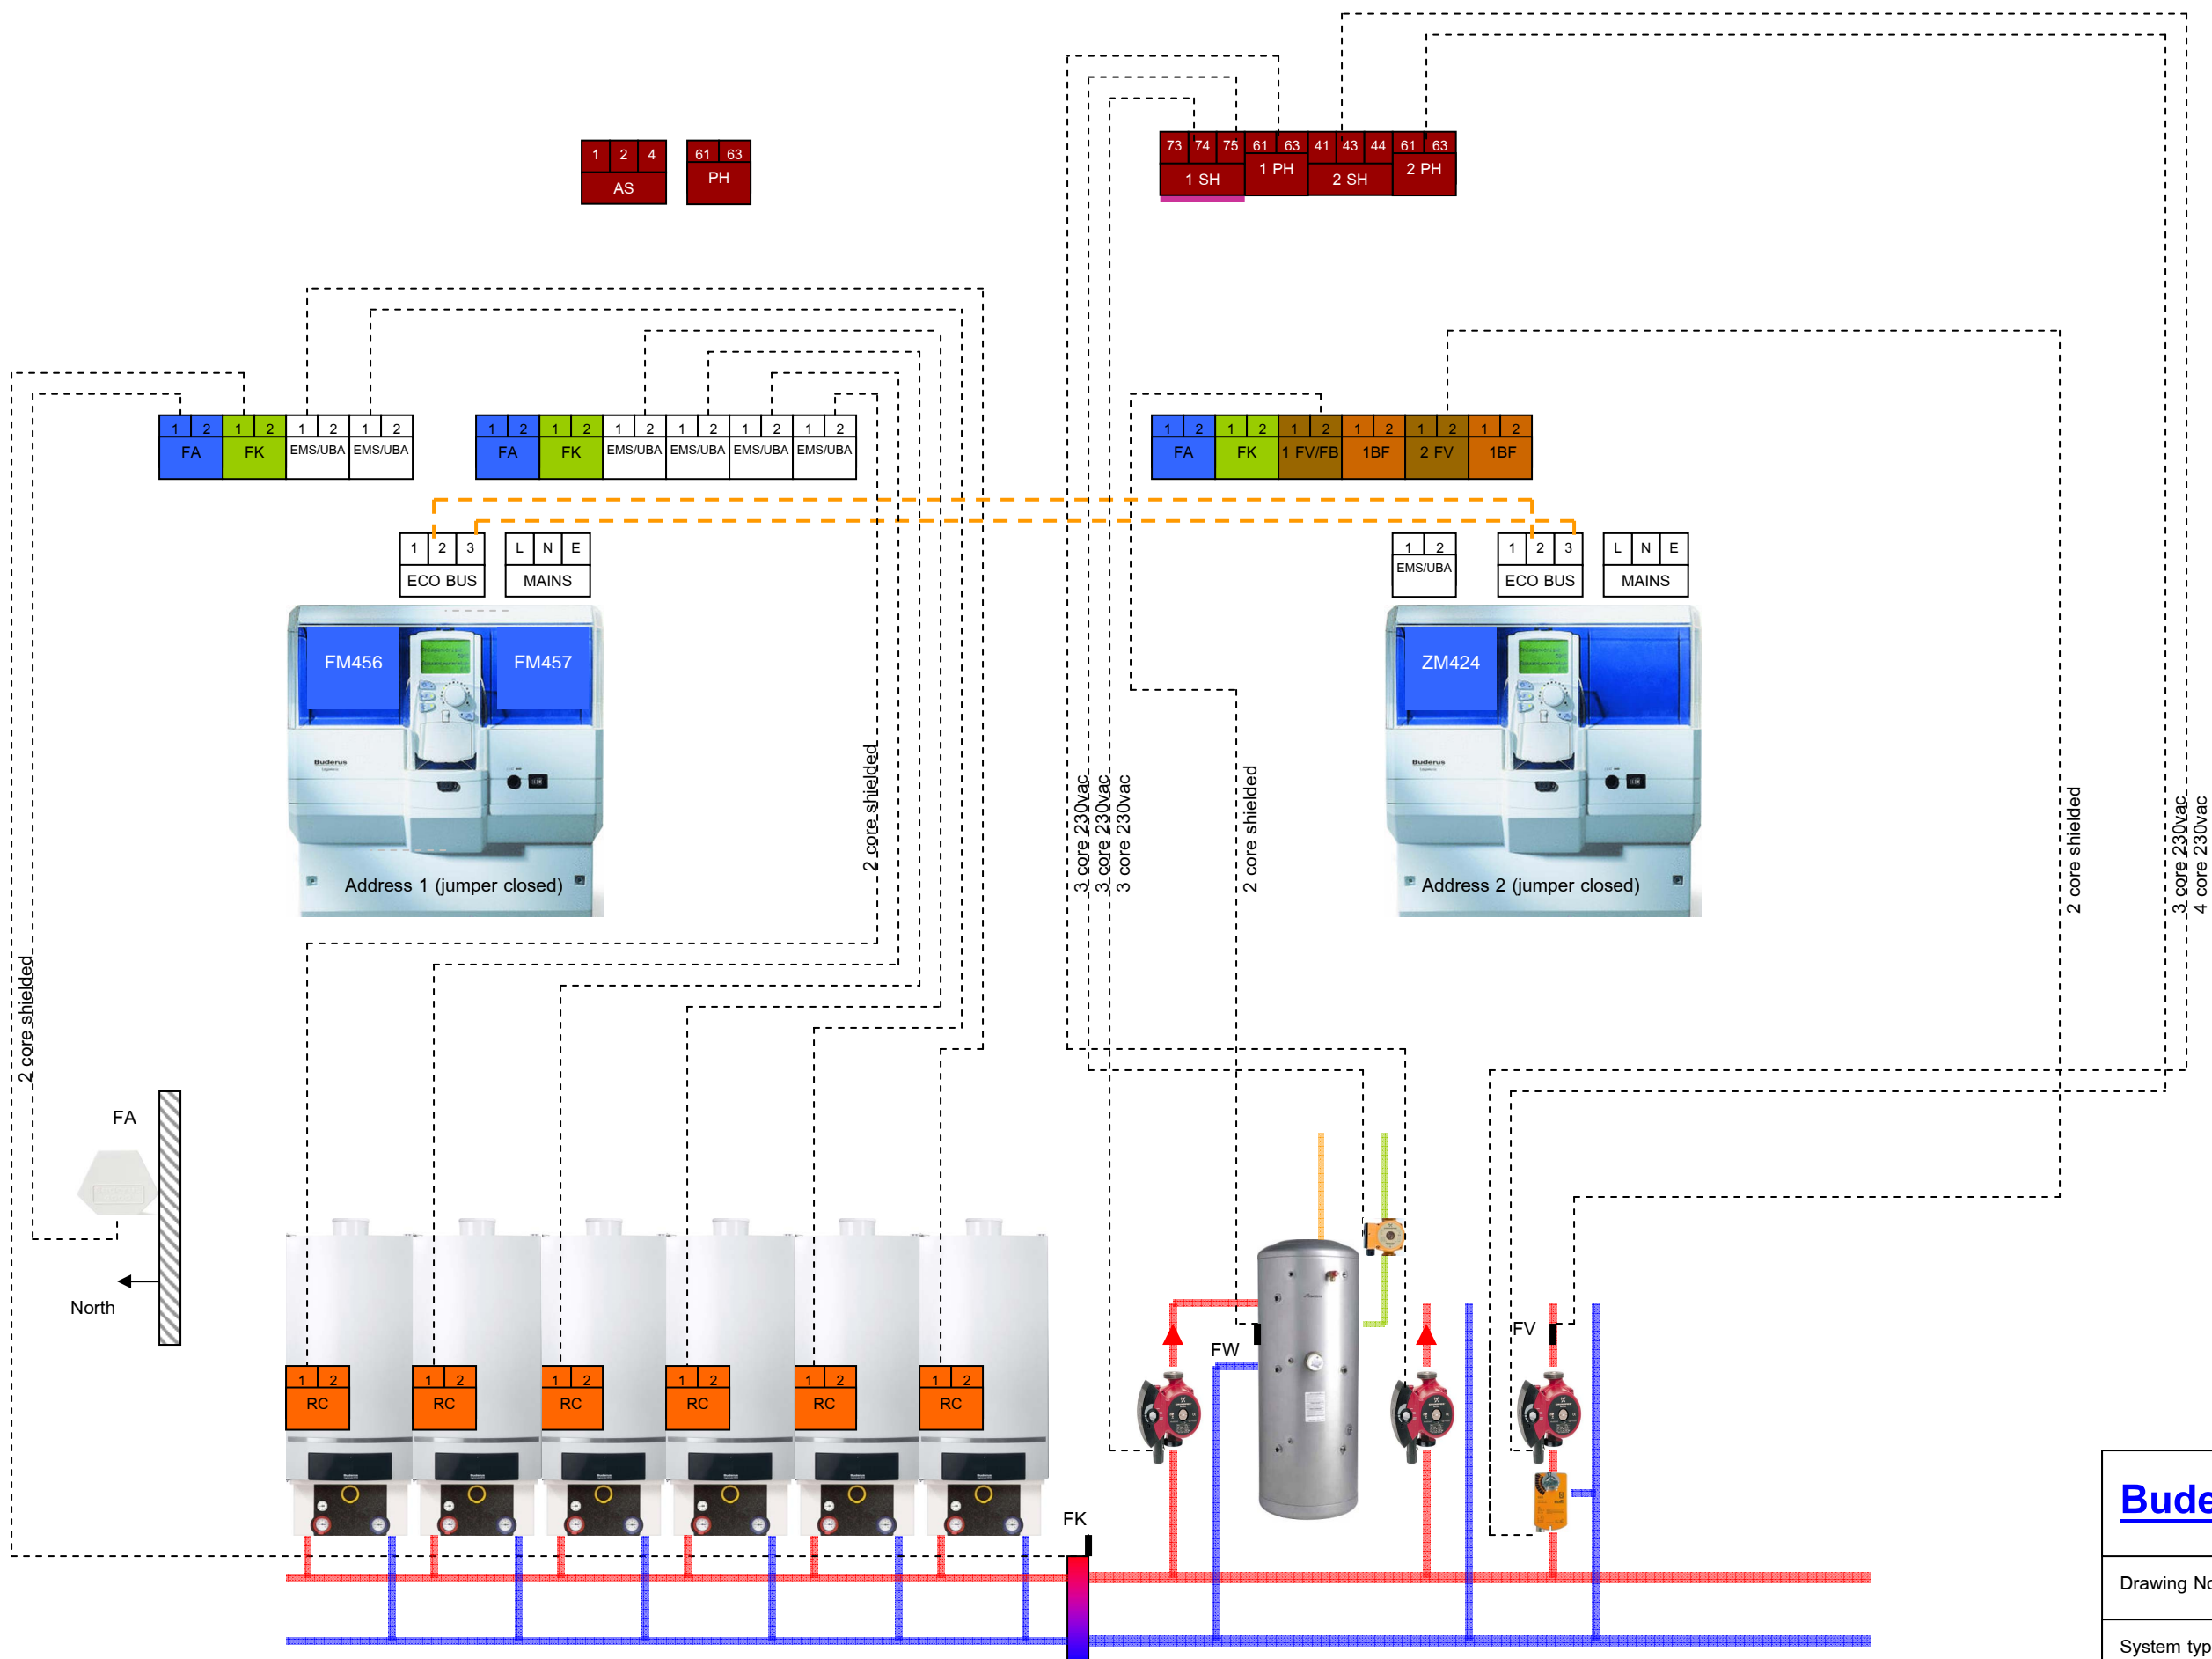 1 2 4
AS
61 63
PH
73 74 75 61 63 41 43 44 61 63
1 SH
1 PH
2 SH
2 PH
1 2 1 2 1 2 1 2
FA FK EMS/UBA EMS/UBA
1 2 1 2 1 2 1 2 1 2 1 2
FA FK EMS/UBA EMS/UBA EMS/UBA EMS/UBA
1 2 1 2 1 2 1 2 1 2 1 2
FA FK 1 FV/FB 1BF 2 FV 1BF
1 2 3
ECO BUS
L N E
MAINS
1 2
EMS/UBA
1 2 3
ECO BUS
L N E
MAINS
FM456
FM457
Buderus
Address 1 (jumper closed)
ZM424
Buderus
Address 2 (jumper closed)
2 core shielded
2 core shielded
3 core 230vac
3 core 230vac
3 core 230vac
2 core shielded
2 core shielded
3 core 230vac
4 core 230vac
FA
North
1 2
RC
1 2
RC
1 2
RC
1 2
RC
1 2
RC
1 2
RC
Buderus
Buderus
Buderus
Buderus
Buderus
Buderus
FK
FW
FV
Bude
Drawing No
System typ